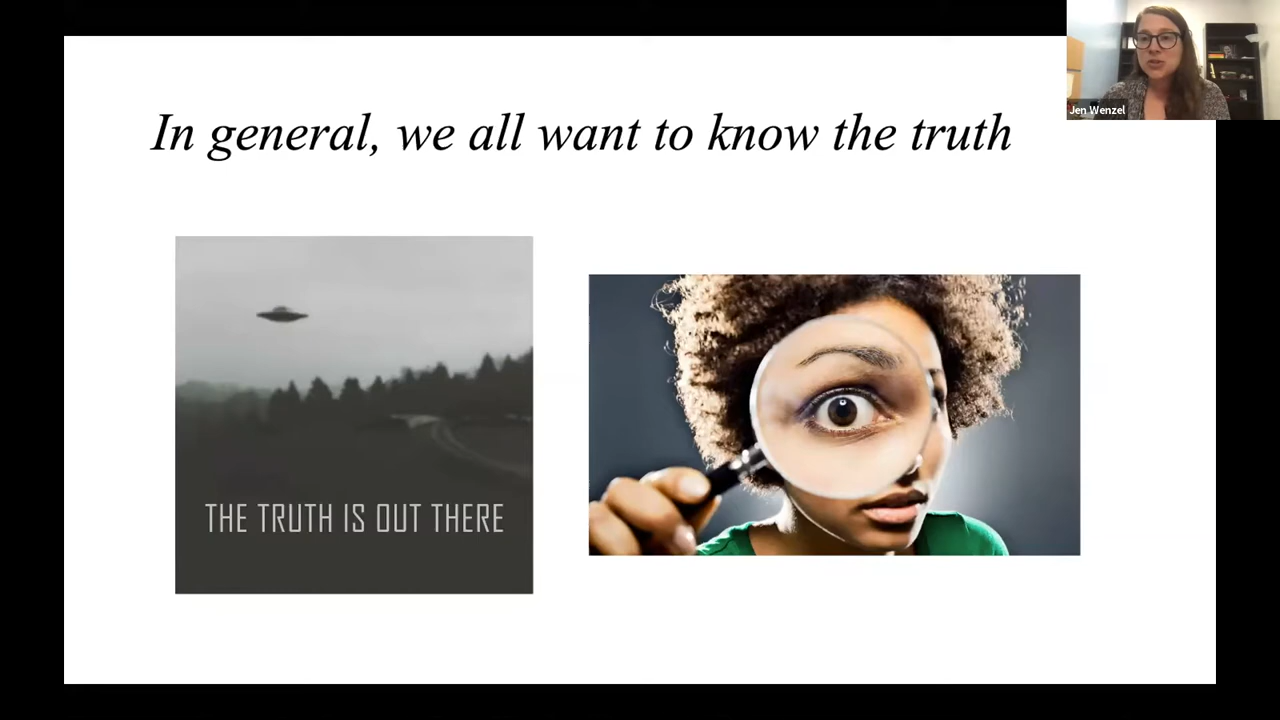 In general, we all want to know the truth
THE TRUTH IS OUT THERE
Jen Wenzel